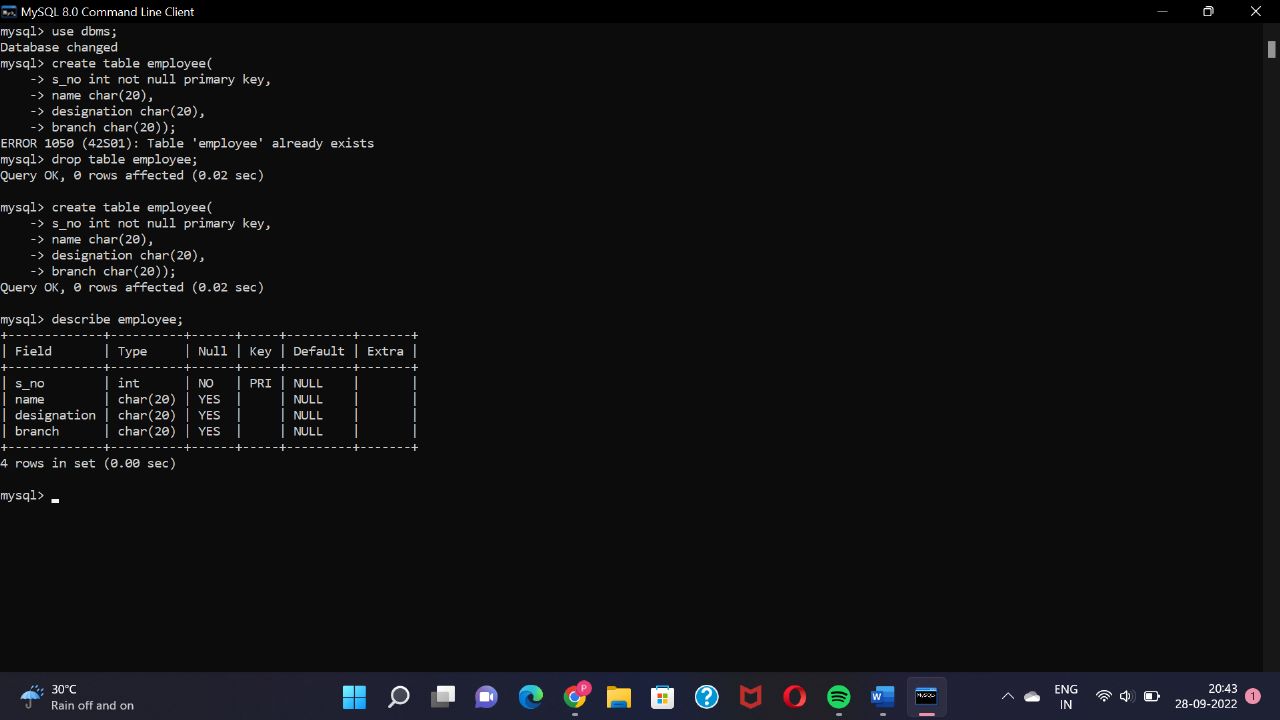 MySQL 8.0 Command Line Client
mysql> use dbms;
Database changed
mysql> create table employee(
    -> s_no int not null primary key,
    -> name char(20),
    -> designation char(20),
    -> branch char(20));
ERROR 1050 (42S01): Table 'employee' already exists
mysql> drop table employee;
Query OK, 0 rows affected (0.02 sec)

mysql> create table employee(
    -> s_no int not null primary key,
    -> name char(20),
    -> designation char(20),
    -> branch char(20));
Query OK, 0 rows affected (0.02 sec)

mysql> describe employee;
+-------------+----------+------+-----+---------+-------+
| Field       | Type     | Null | Key | Default | Extra |
+-------------+----------+------+-----+---------+-------+
| s_no        | int      | NO   | PRI | NULL    |       |
| name        | char(20) | YES  |     | NULL    |       |
| designation | char(20) | YES  |     | NULL    |       |
| branch      | char(20) | YES  |     | NULL    |       |
+-------------+----------+------+-----+---------+-------+
4 rows in set (0.00 sec)

mysql> _
30°C
Rain off and on
P
W
MySQL
ENG
IN
20:43
28-09-2022
1